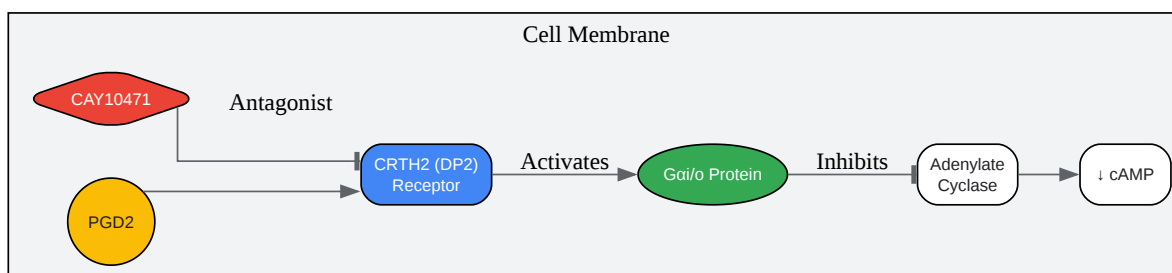 Cell Membrane
CAY10471
Antagonist
CRTH2 (DP2)
Receptor
Activates
Gαi/o Protein
Inhibits
Adenylate
Cyclase
↓ cAMP
PGD2